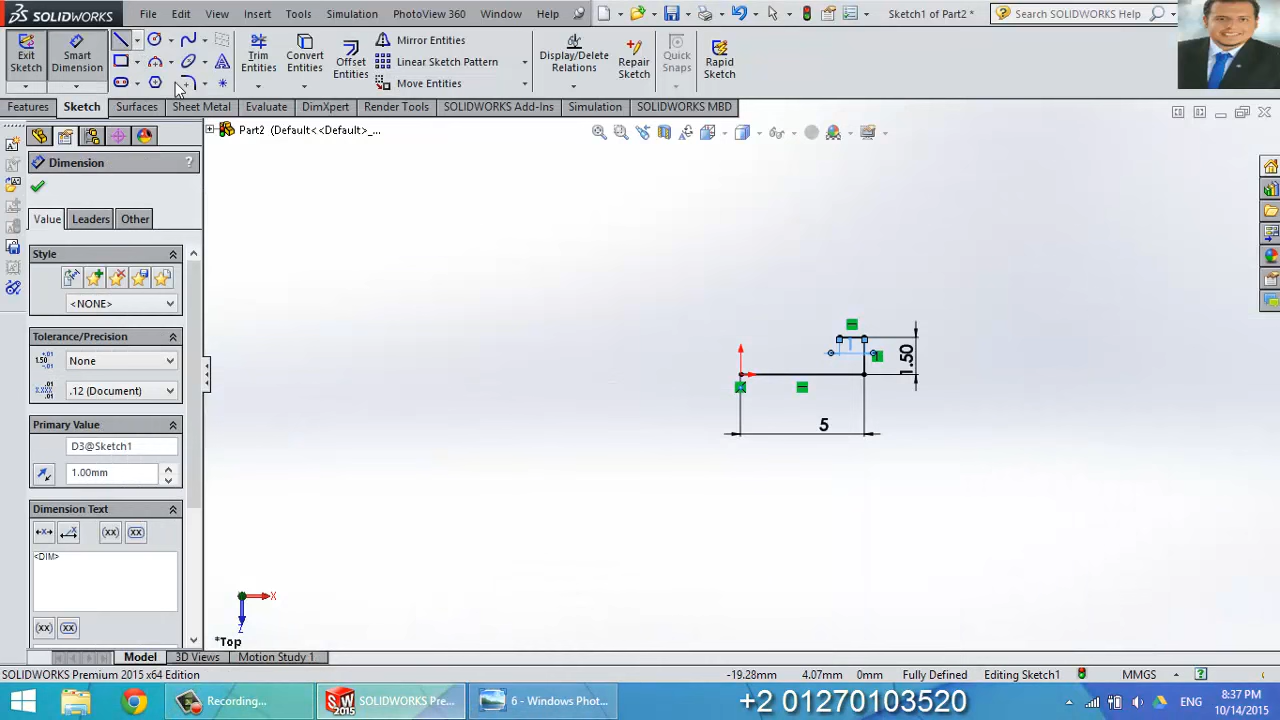 SOLIDWORKS File Edit View Insert Tools Simulation PhotoView 360 Window Help Sketch1 of Part2 * Search SOLIDWORKS Help
Exit Sketch
Smart Dimension
Trim Entities
Convert Entities
Offset Entities
Mirror Entities
Linear Sketch Pattern
Move Entities
Display/Delete Relations
Repair Sketch
Quick Snaps
Rapid Sketch
Features Sketch Surfaces Sheet Metal Evaluate DimXpert Render Tools SOLIDWORKS Add-Ins Simulation SOLIDWORKS MBD
Part2 (Default<<Default>_...
Dimension ?
Value Leaders Other
Style
<NONE>
Tolerance/Precision
None
.12 (Document)
Primary Value
D3@Sketch1
1.00mm
Dimension Text
<DIM>
1.50
5
X
Z
*Top
Model 3D Views Motion Study 1
SOLIDWORKS Premium 2015 x64 Edition -19.28mm 4.07mm 0mm Fully Defined Editing Sketch1 MMGS
Recording...
SOLIDWORKS Pre...
6 - Windows Phot...
+2 01270103520
ENG
8:37 PM
10/14/2015